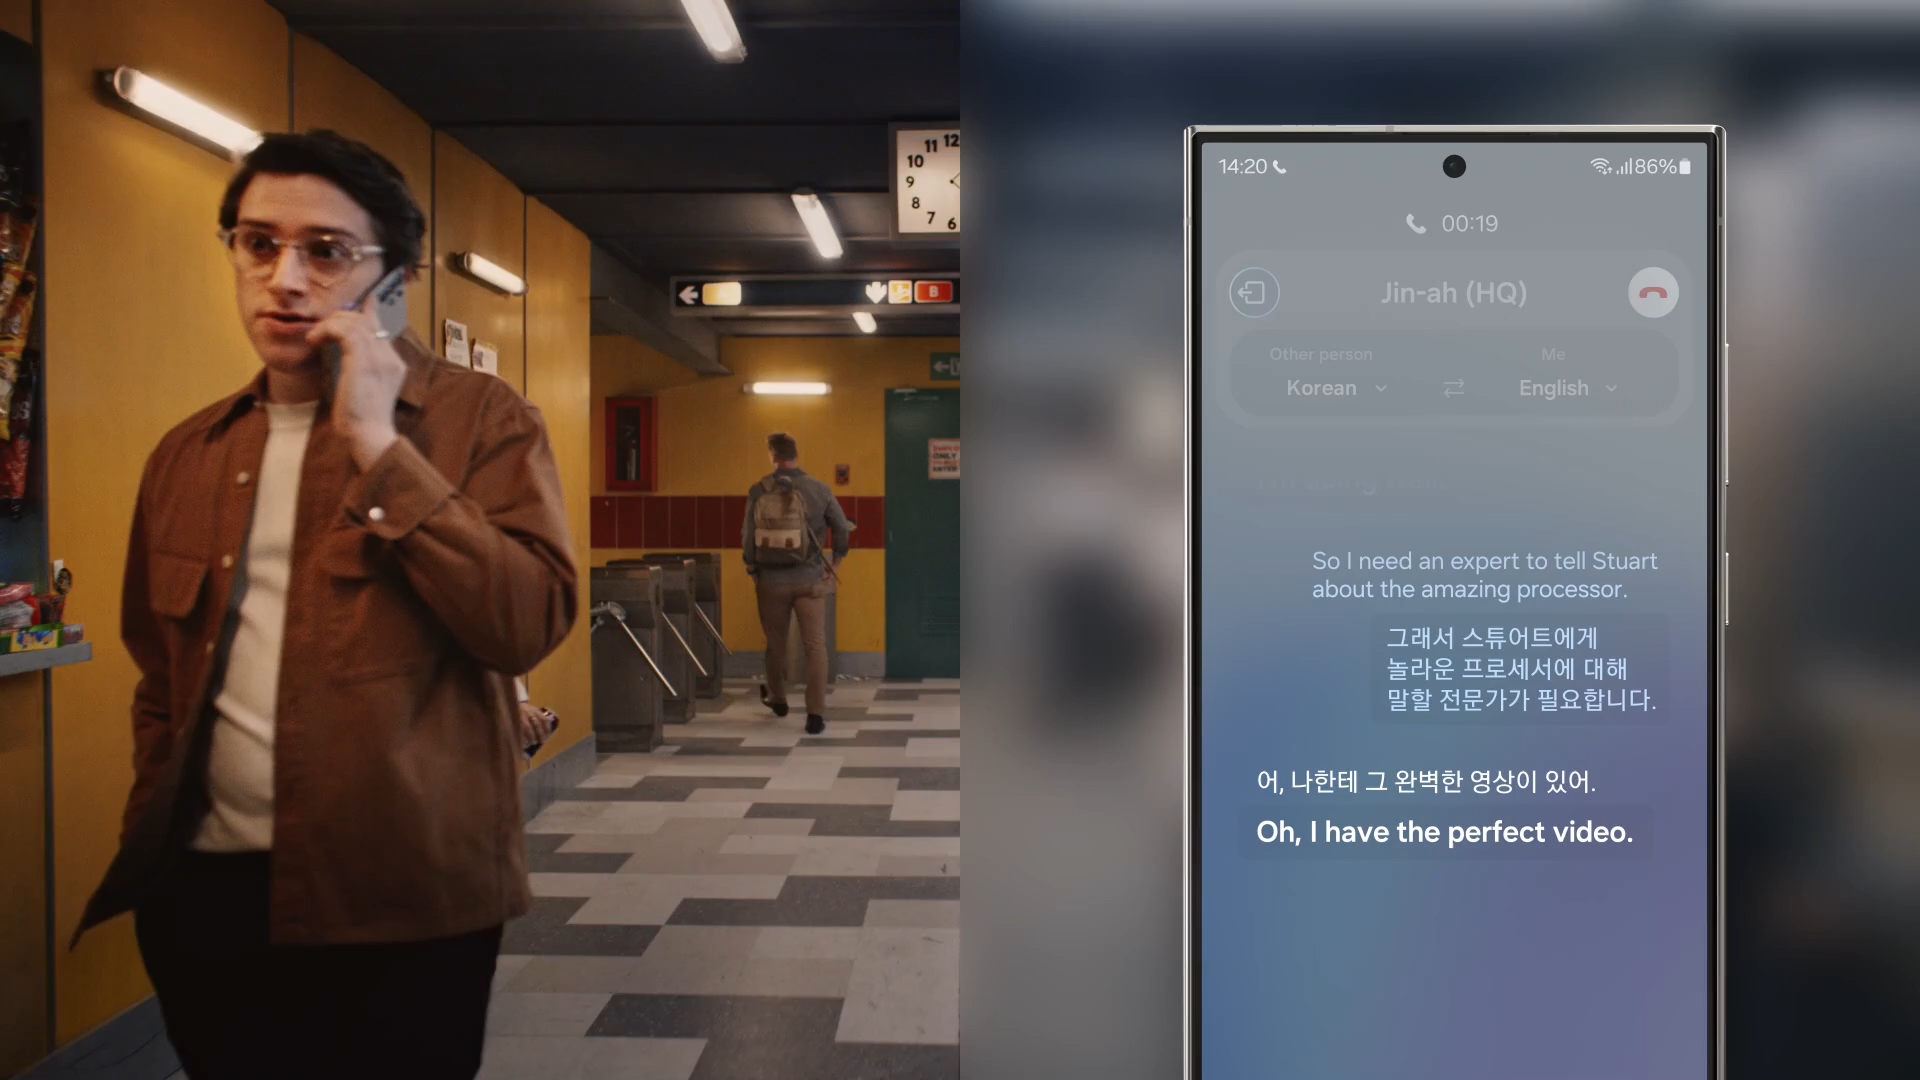 11 12
10
9
8
7
6
B
ONLY
14:20
86%
00:19
Jin-ah (HQ)
Other person
Me
Korean
English
So I need an expert to tell Stuart
about the amazing processor.
그래서 스튜어트에게
놀라운 프로세서에 대해
말할 전문가가 필요합니다.
어, 나한테 그 완벽한 영상이 있어.
Oh, I have the perfect video.